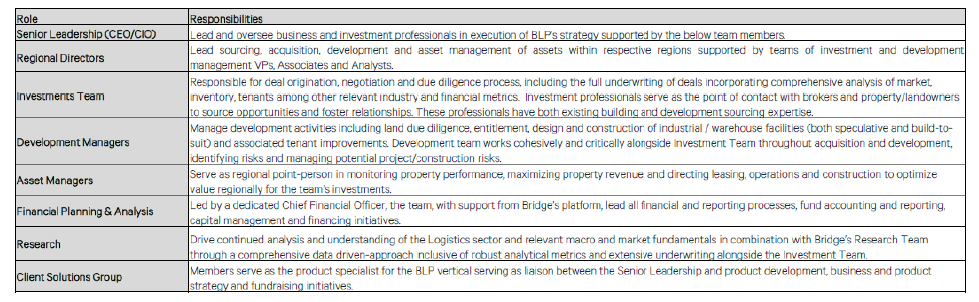 Role Responsibilities
Senior Leadership (CEO/CIO) Lead and oversee business and investment professionals in execution of BLP's strategy supported by the below team members.
Regional Directors
Lead sourcing, acquisition, development and asset management of assets within respective regions supported by teams of investment and development
management VPs, Associates and Analysts.
Investments Team
Responsible for deal origination, negotiation and due diligence process, including the full underwriting of deals incorporating comprehensive analysis of market,
inventory, tenants among other relevant industry and financial metrics. Investment professionals serve as the point of contact with brokers and property/landowners
to source opportunities and foster relationships. These professionals have both existing building and development sourcing expertise.
Development Managers
Manage development activities including land due diligence, entitlement, design and construction of industrial / warehouse facilities (both speculative and build-to-
suit) and associated tenant improvements. Development team works cohesively and critically alongside Investment Team throughout acquisition and development,
identifying risks and managing potential project/construction risks.
Asset Managers
Serve as regional point-person in monitoring property performance, maximizing property revenue and directing leasing, operations and construction to optimize
value regionally for the team's investments.
Financial Planning & Analysis
Led by a dedicated Chief Financial Officer, the team, with support from Bridge's platform, lead all financial and reporting processes, fund accounting and reporting,
capital management and financing initiatives.
Research
Drive continued analysis and understanding of the Logistics sector and relevant macro and market fundamentals in combination with Bridge's Research Team
through a comprehensive data driven-approach inclusive of robust analytical metrics and extensive underwriting alongside the Investment Team.
Client Solutions Group
Members serve as the product specialist for the BLP vertical serving as liaison between the Senior Leadership and product development, business and product
strategy and fundraising initiatives.